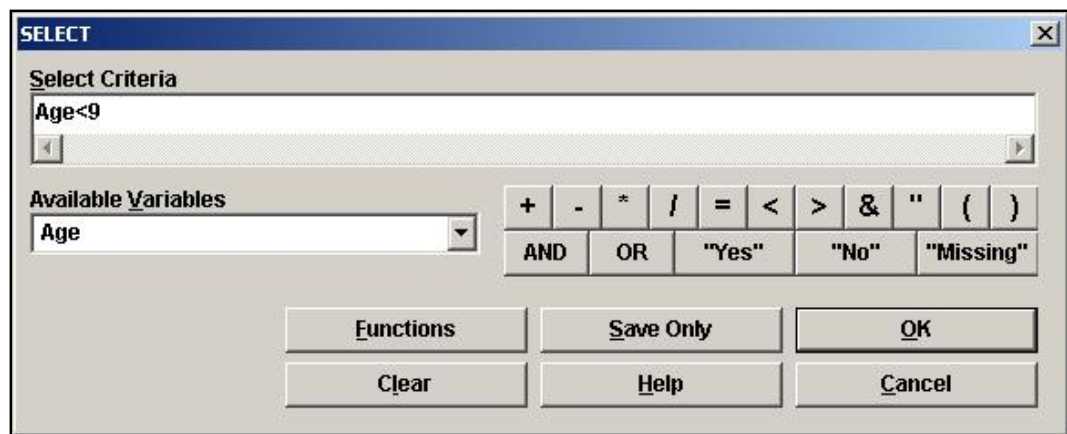 SELECT
Select Criteria
Age<9
Available Variables
Age
+ - * / = < > & " ( )
AND OR "Yes" "No" "Missing"
Functions Save Only OK
Clear Help Cancel